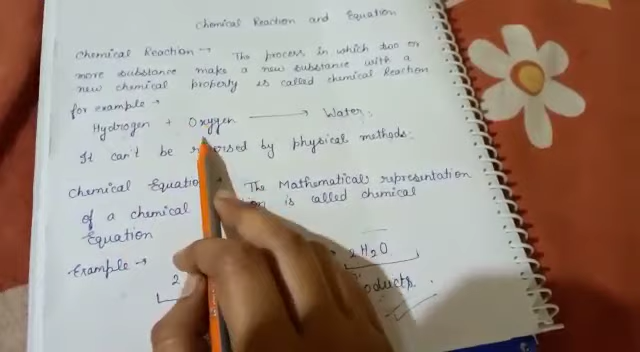 Chemical Reaction and Equation
Chemical Reaction → The process in which two or
more substance make a new substance with a
new chemical property is called chemical Reaction
for example →
Hydrogen + Oxygen → Water.
It can't be by physical methods.
Chemical → The Mathematical representation
of a chemical is called chemical
Equation
Example →
2 2H2O